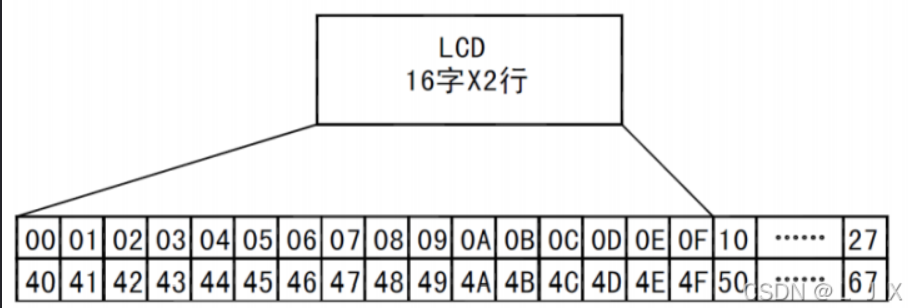 LCD
16字X2行
00 01 02 03 04 05 06 07 08 09 0A 0B 0C 0D 0E 0F 10 …… 27
40 41 42 43 44 45 46 47 48 49 4A 4B 4C 4D 4E 4F 50 …… 67
CSDN